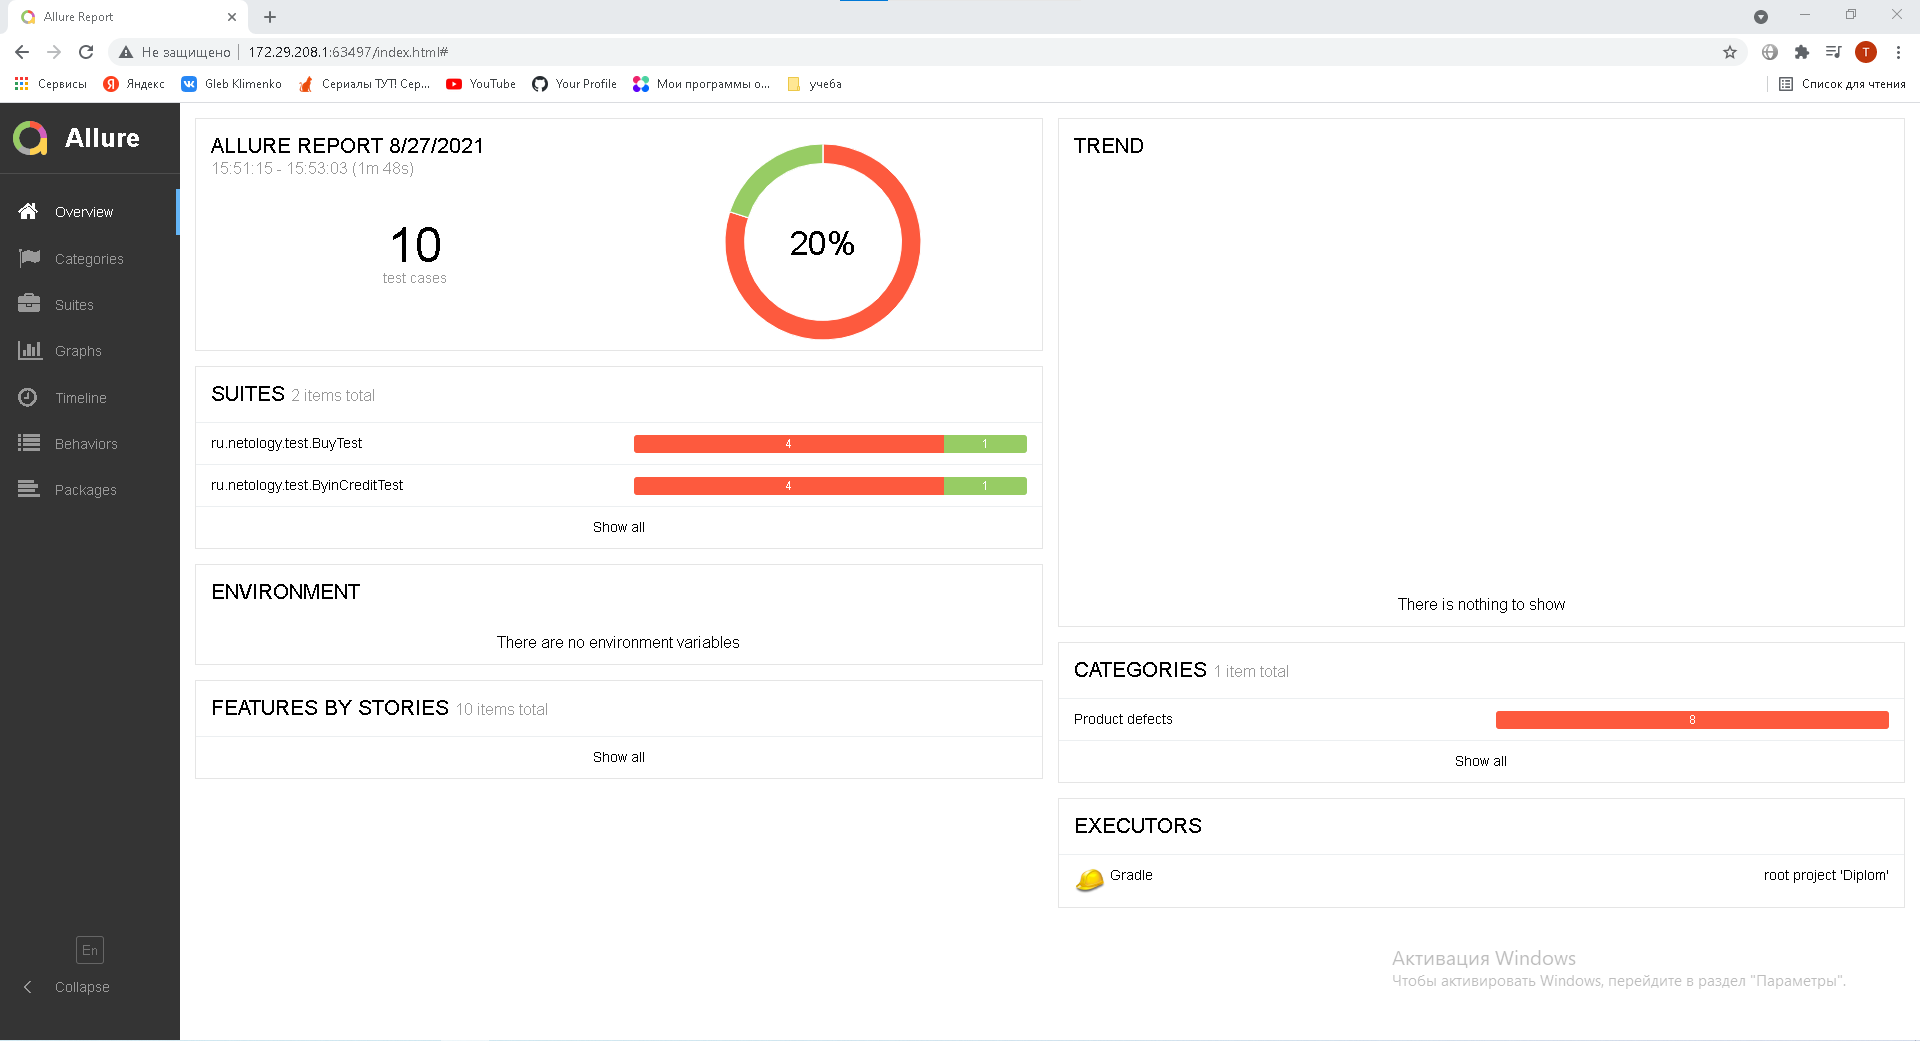 Allure Report
Не защищено
172.29.208.1:63497/index.html#
T
Сервисы
Яндекс
Gleb Klimenko
Сериалы ТУТ! Сер...
YouTube
Your Profile
Мои программы о...
учеба
Список для чтения
Allure
Overview
Categories
Suites
Graphs
Timeline
Behaviors
Packages
En
Collapse
ALLURE REPORT 8/27/2021
15:51:15 - 15:53:03 (1m 48s)
10
test cases
20%
SUITES 2 items total
ru.netology.test.BuyTest 4 1
ru.netology.test.ByinCreditTest 4 1
Show all
ENVIRONMENT
There are no environment variables
FEATURES BY STORIES 10 items total
Show all
TREND
There is nothing to show
CATEGORIES 1 item total
Product defects 8
Show all
EXECUTORS
Gradle root project 'Diplom'
Активация Windows
Чтобы активировать Windows, перейдите в раздел "Параметры".